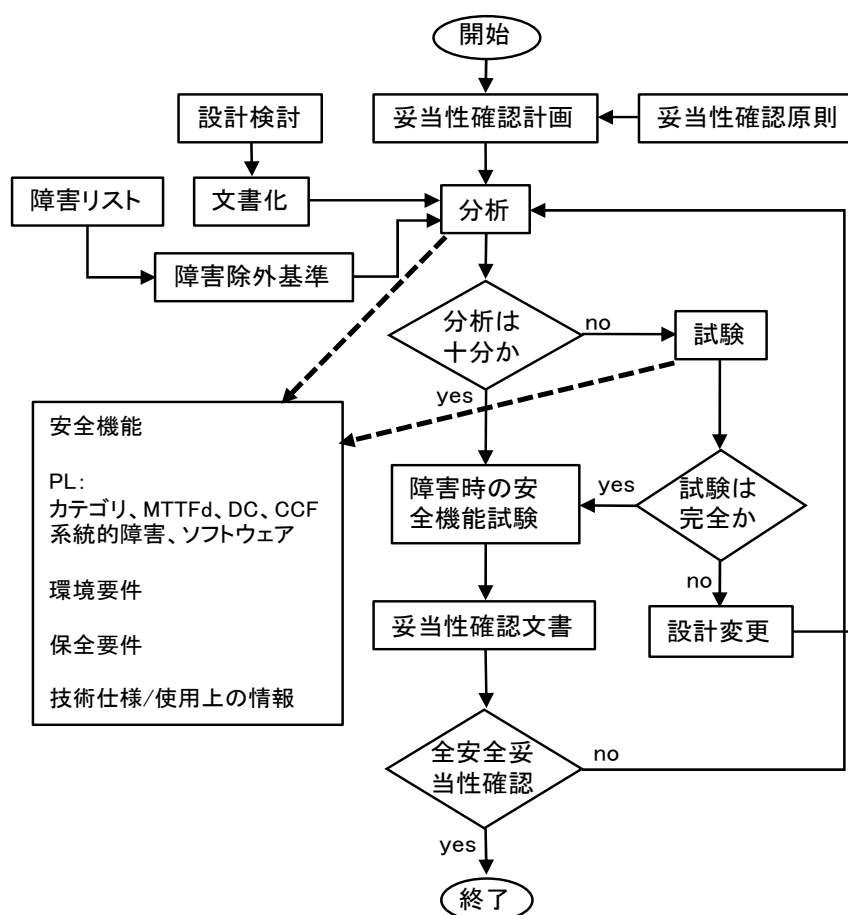 開始
設計検討
妥当性確認計画
妥当性確認原則
障害リスト
文書化
分析
障害除外基準
分析は
十分か
no
試験
yes
安全機能
PL:
カテゴリ、MTTFd、DC、CCF
系統的障害、ソフトウェア
環境要件
保全要件
技術仕様/使用上の情報
障害時の安
全機能試験
yes
試験は
完全か
no
妥当性確認文書
設計変更
全安全妥
当性確認
no
yes
終了